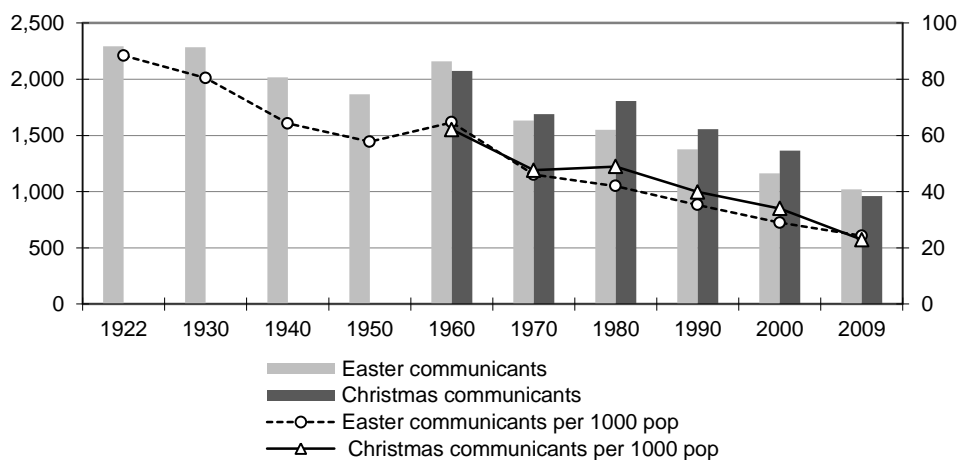 2,500 100
2,000 80
1,500 60
1,000 40
500 20
0 0
1922 1930 1940 1950 1960 1970 1980 1990 2000 2009
Easter communicants
Christmas communicants
Easter communicants per 1000 pop
Christmas communicants per 1000 pop